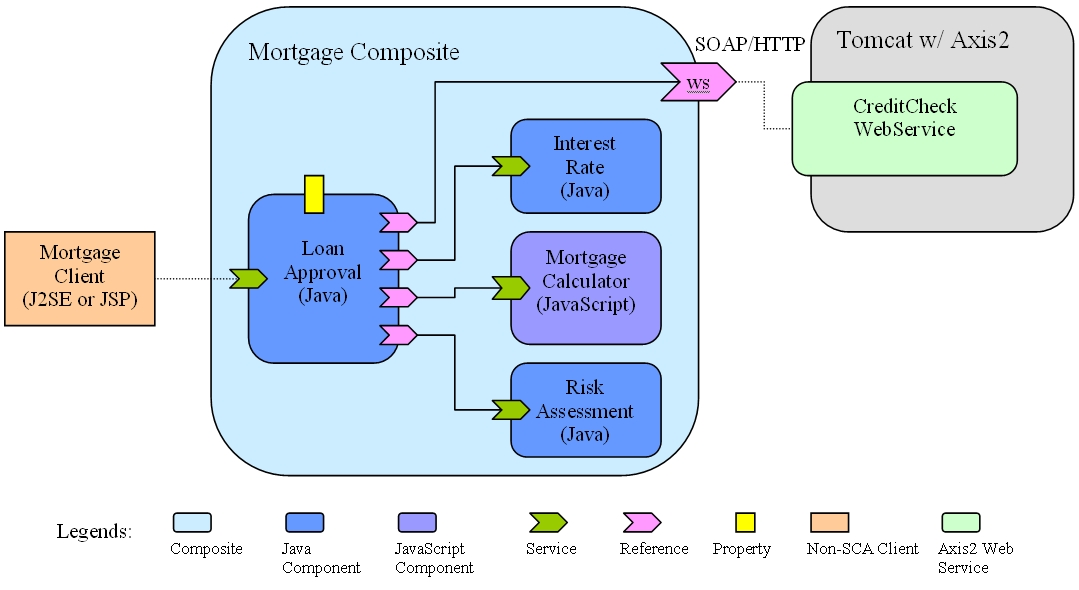 Mortgage Composite
SOAP/HTTP
Tomcat w/ Axis2
ws
CreditCheck
WebService
Interest
Rate
(Java)
Loan
Approval
(Java)
Mortgage
Client
(J2SE or JSP)
Mortgage
Calculator
(JavaScript)
Risk
Assessment
(Java)
Legends:
Composite
Java
Component
JavaScript
Component
Service
Reference
Property
Non-SCA Client
Axis2 Web
Service